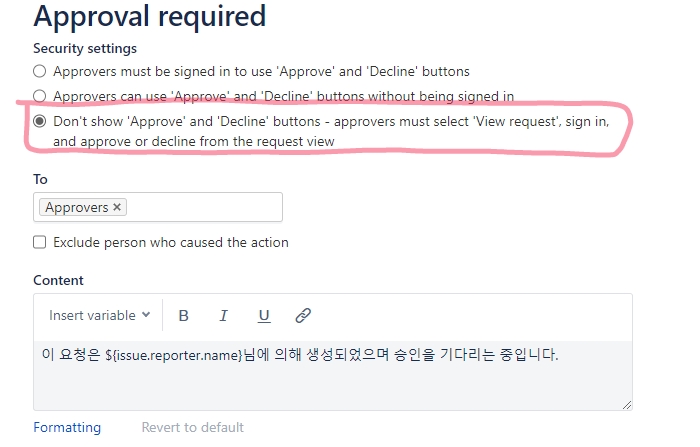 Approval required
Security settings
Approvers must be signed in to use 'Approve' and 'Decline' buttons
Approvers can use 'Approve' and 'Decline' buttons without being signed in
Don't show 'Approve' and 'Decline' buttons - approvers must select 'View request', sign in,
and approve or decline from the request view
To
Approvers ×
Exclude person who caused the action
Content
Insert variable B I U
이 요청은 ${issue.reporter.name}님에 의해 생성되었으며 승인을 기다리는 중입니다.
Formatting Revert to default